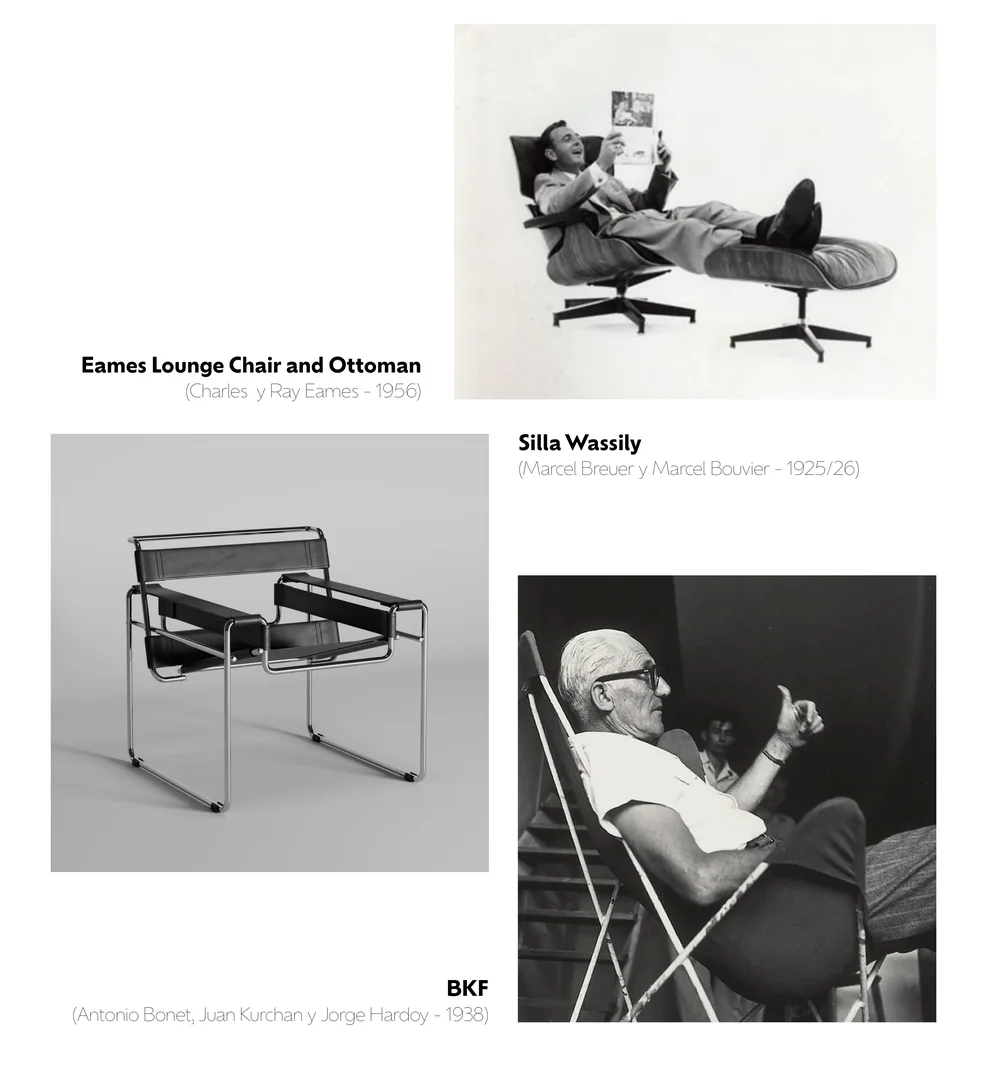 Eames Lounge Chair and Ottoman
(Charles y Ray Eames - 1956)
Silla Wassily
(Marcel Breuer y Marcel Bouvier - 1925/26)
BKF
(Antonio Bonet, Juan Kurchan y Jorge Hardoy - 1938)